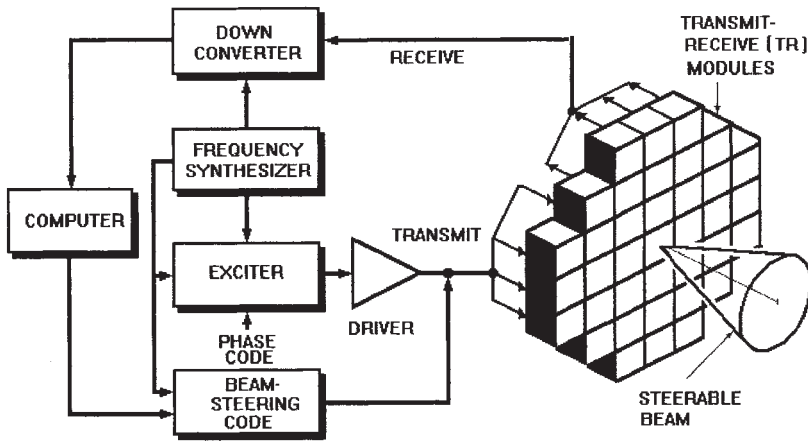 DOWN
CONVERTER
RECEIVE
TRANSMIT-
RECEIVE (TR)
MODULES
FREQUENCY
SYNTHESIZER
COMPUTER
EXCITER
TRANSMIT
DRIVER
PHASE
CODE
BEAM-
STEERING
CODE
STEERABLE
BEAM